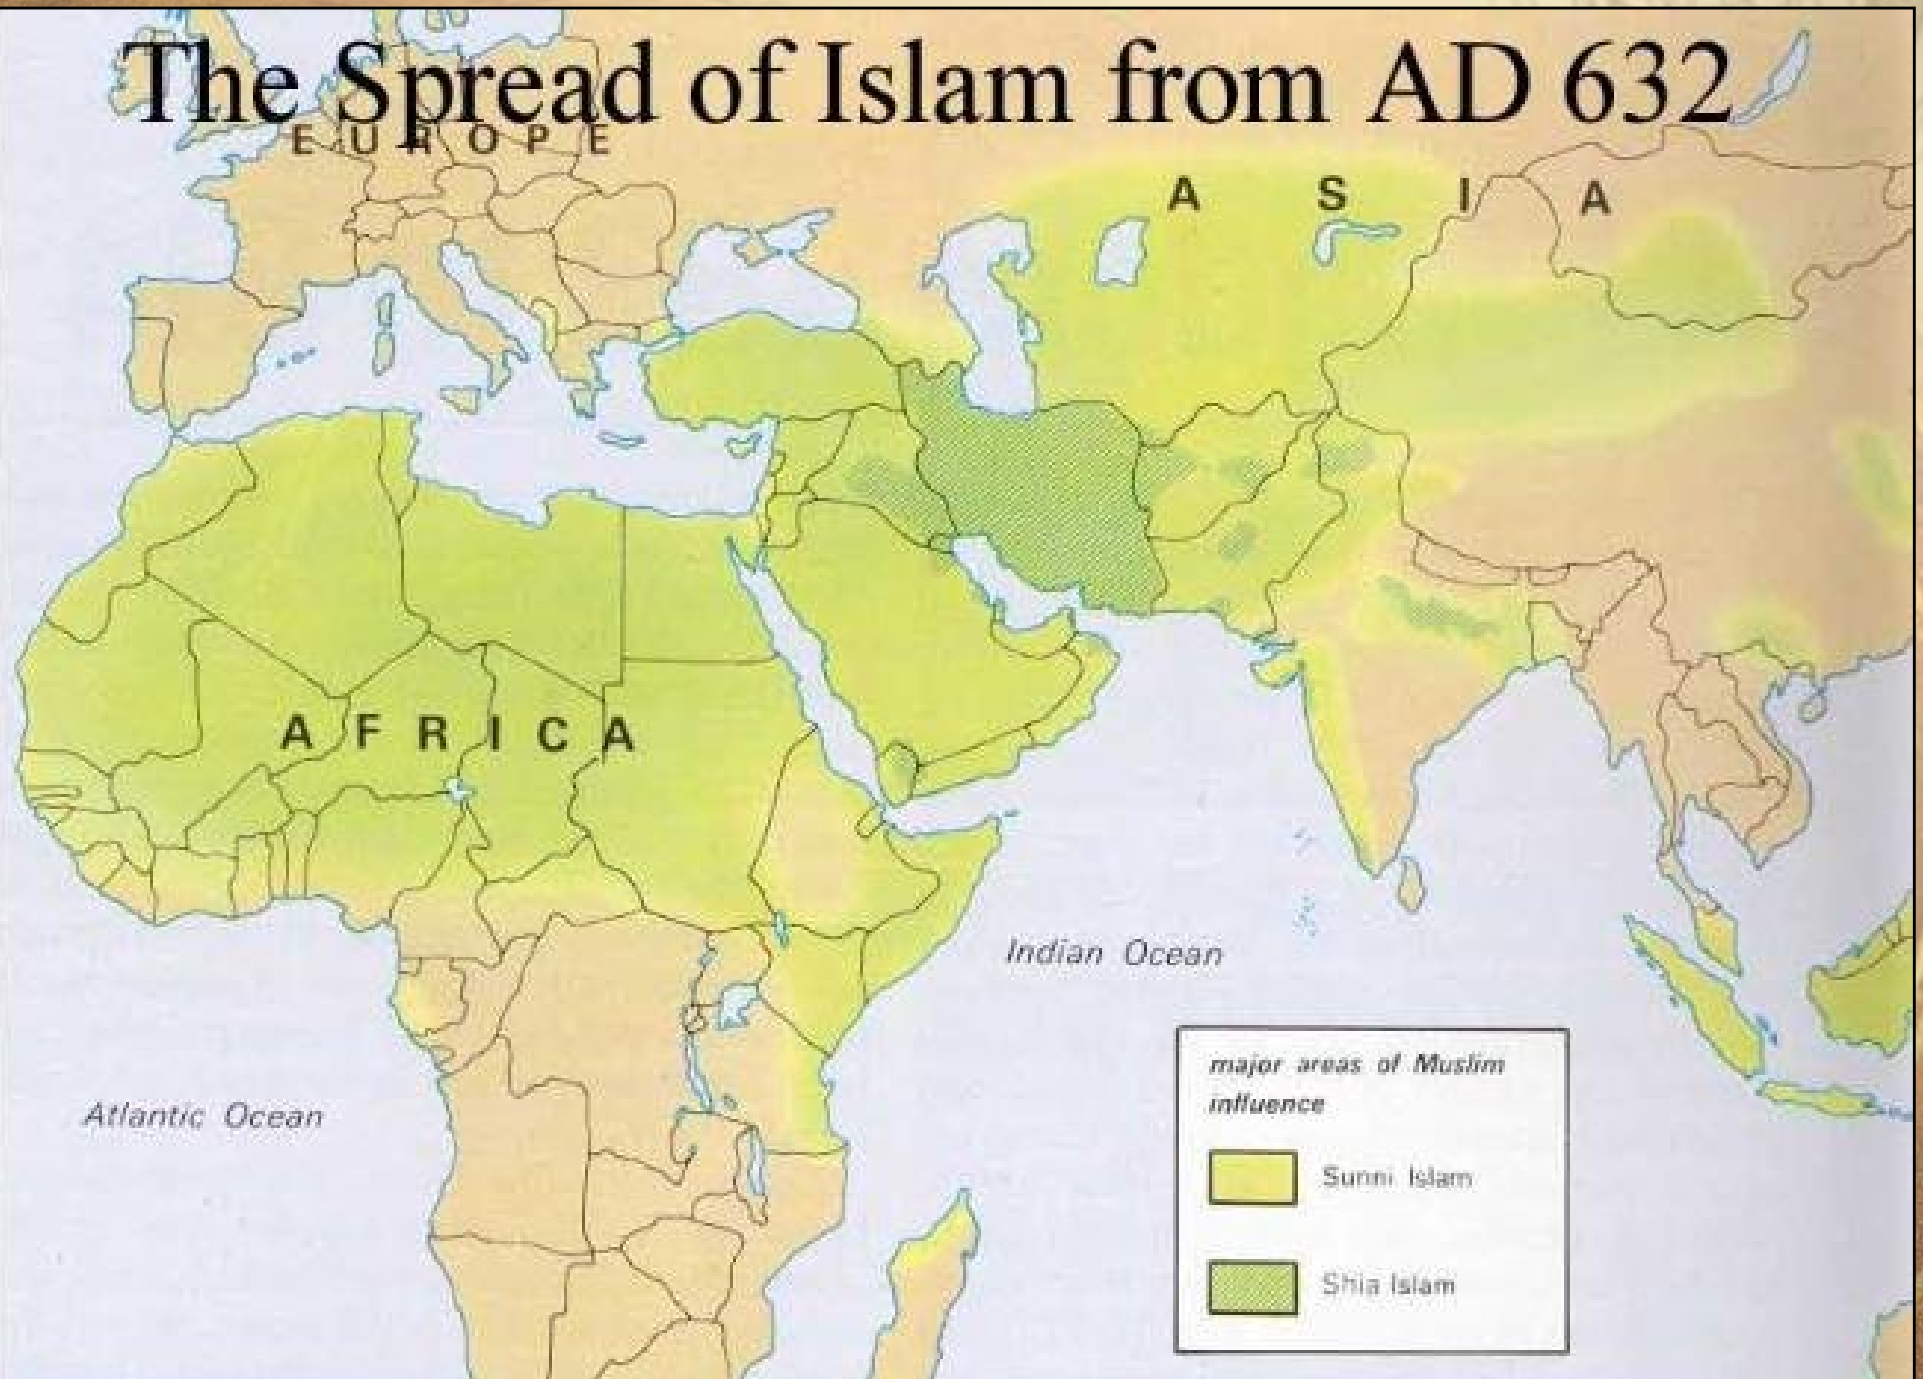 The Spread of Islam from AD 632
EUROPE
ASIA
AFRICA
Indian Ocean
Atlantic Ocean
major areas of Muslim
influence
Sunni Islam
Shia Islam